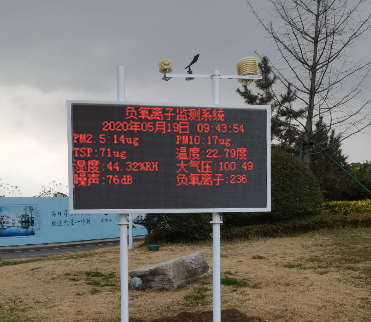 负氧离子监测系统
2020年05月19日 09:43:54
PM2.5:14ug PM10:17ug
TSP:71ug 温度:22.79度
湿度:44.32%RH 大气压:100.49
噪声:76dB 负氧离子:236